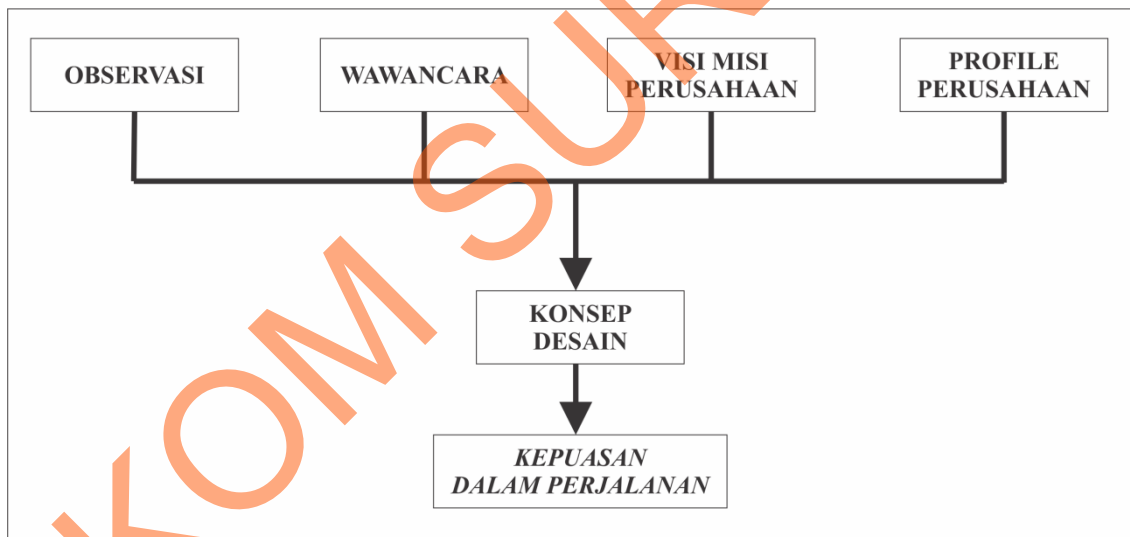 OBSERVASI
WAWANCARA
VISI MISI
PERUSAHAAN
PROFILE
PERUSAHAAN
KONSEP
DESAIN
KEPUASAN
DALAM PERJALANAN
KOM SUR